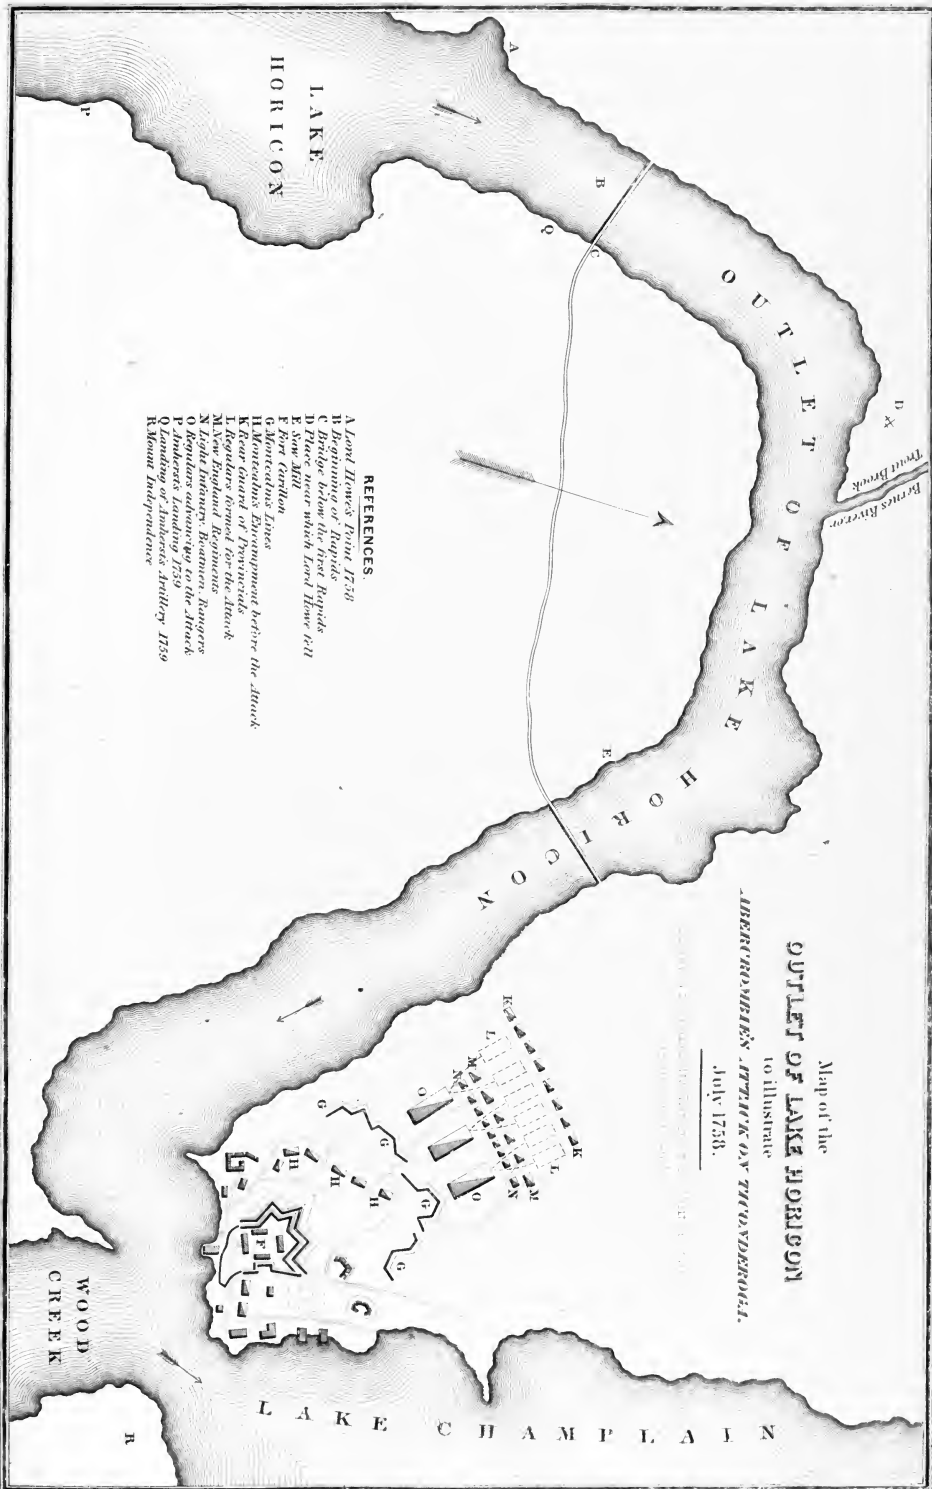 Map of the
OUTLET OF LAKE HORICON
to illustrate
ABERCROMBIE'S ATTACK ON TICONDEROGA.
July 1758.
REFERENCES.
A Lord Howe's Point 1758
B Beginning of Rapids
C Bridge below the first Rapids
D Place near which Lord Howe fell
E Saw Mill
F Fort Carillon
G Montcalm's Lines
H Montcalm's Encampment before the Attack
K Rear Guard of Provincials
L Regulars formed for the Attack
M New England Regiments
N Light Infantry, Boatmen, Rangers
O Regulars advancing to the Attack
P Amherst's Landing 1759
Q Landing of Amherst's Artillery 1759
R Mount Independence
LAKE
HORICON
OUTLET OF LAKE HORICON
Bernes River or
Trout Brook
WOOD
CREEK
LAKE CHAMPLAIN
A
B
C
D
E
P
Q
R
K
K
L
L
M
M
N
N
O
O
G
G
G
G
H
H
H
F